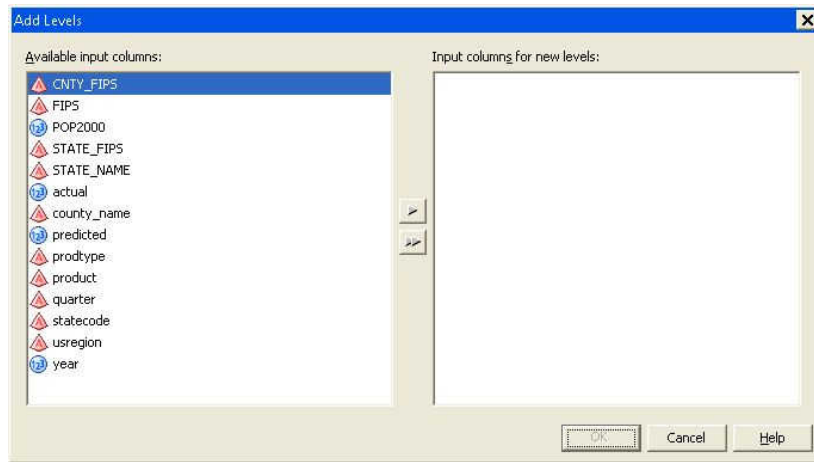 Add Levels
Available input columns:
CNTY_FIPS
FIPS
POP2000
STATE_FIPS
STATE_NAME
actual
county_name
predicted
prodtype
product
quarter
statecode
usregion
year
Input columns for new levels:
OK
Cancel
Help